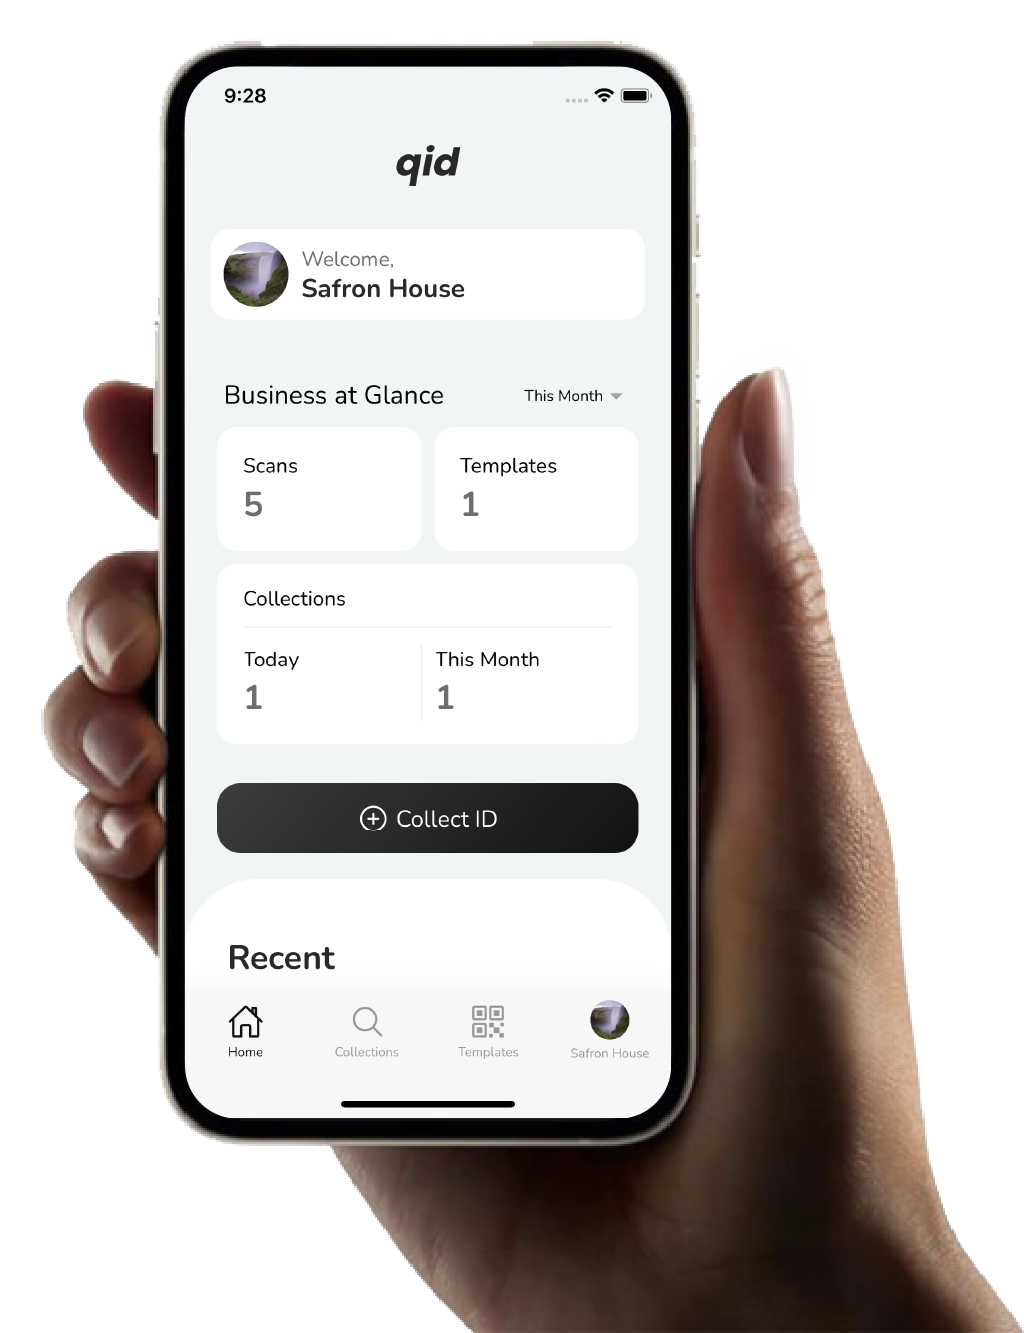 9:28
qid
Welcome,
Safron House
Business at Glance
This Month
Scans
5
Templates
1
Collections
Today
1
This Month
1
Collect ID
Recent
Home
Collections
Templates
Safron House